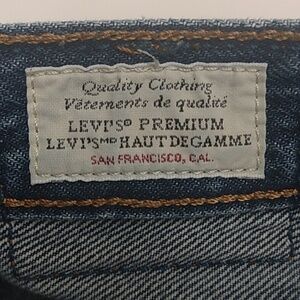 Quality Clothing
Vêtements de qualité
LEVI'S® PREMIUM
LEVI'S MD HAUT DE GAMME
SAN FRANCISCO, CAL.